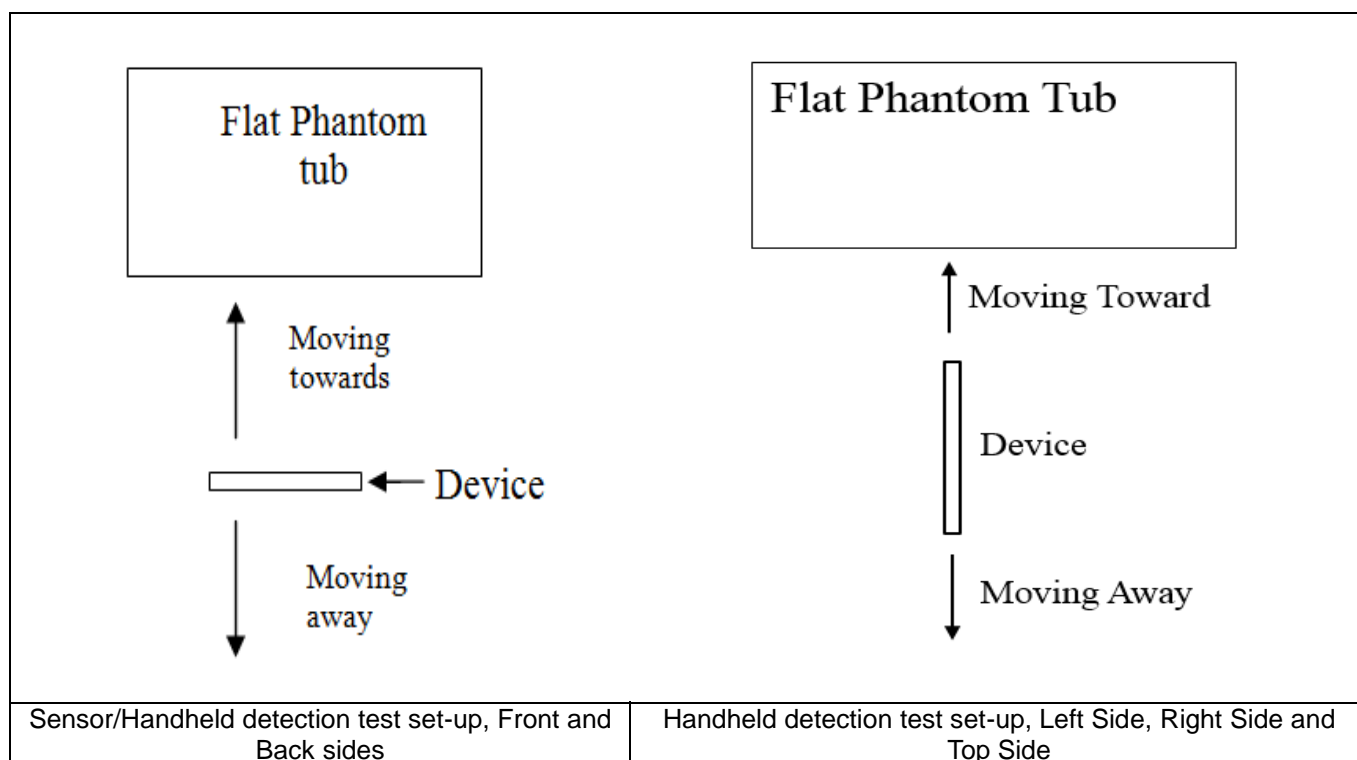 Flat Phantom
tub
Moving
towards
Device
Moving
away
Flat Phantom Tub
Moving Toward
Device
Moving Away
Sensor/Handheld detection test set-up, Front and
Back sides
Handheld detection test set-up, Left Side, Right Side and
Top Side